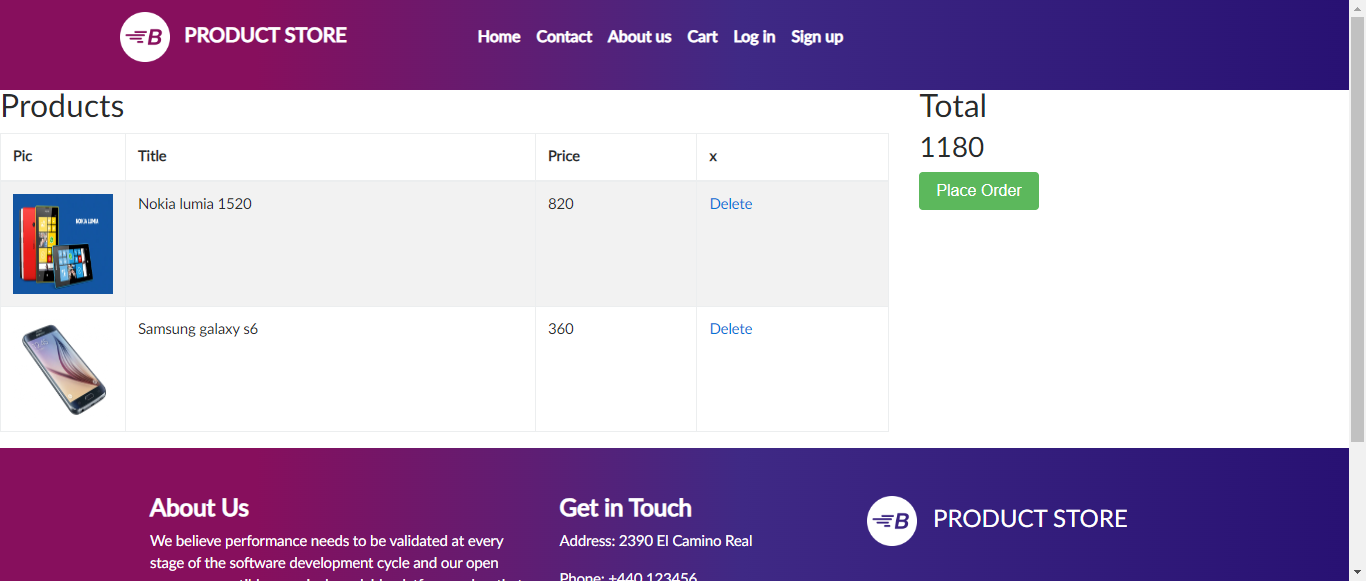 B PRODUCT STORE
Home Contact About us Cart Log in Sign up
Products
Total
1180
Place Order
Pic Title Price x
NOKIA LUMIA
Nokia lumia 1520 820 Delete
Samsung galaxy s6 360 Delete
About Us
We believe performance needs to be validated at every
stage of the software development cycle and our open
Get in Touch
Address: 2390 El Camino Real
Phone: +440 123456
B PRODUCT STORE